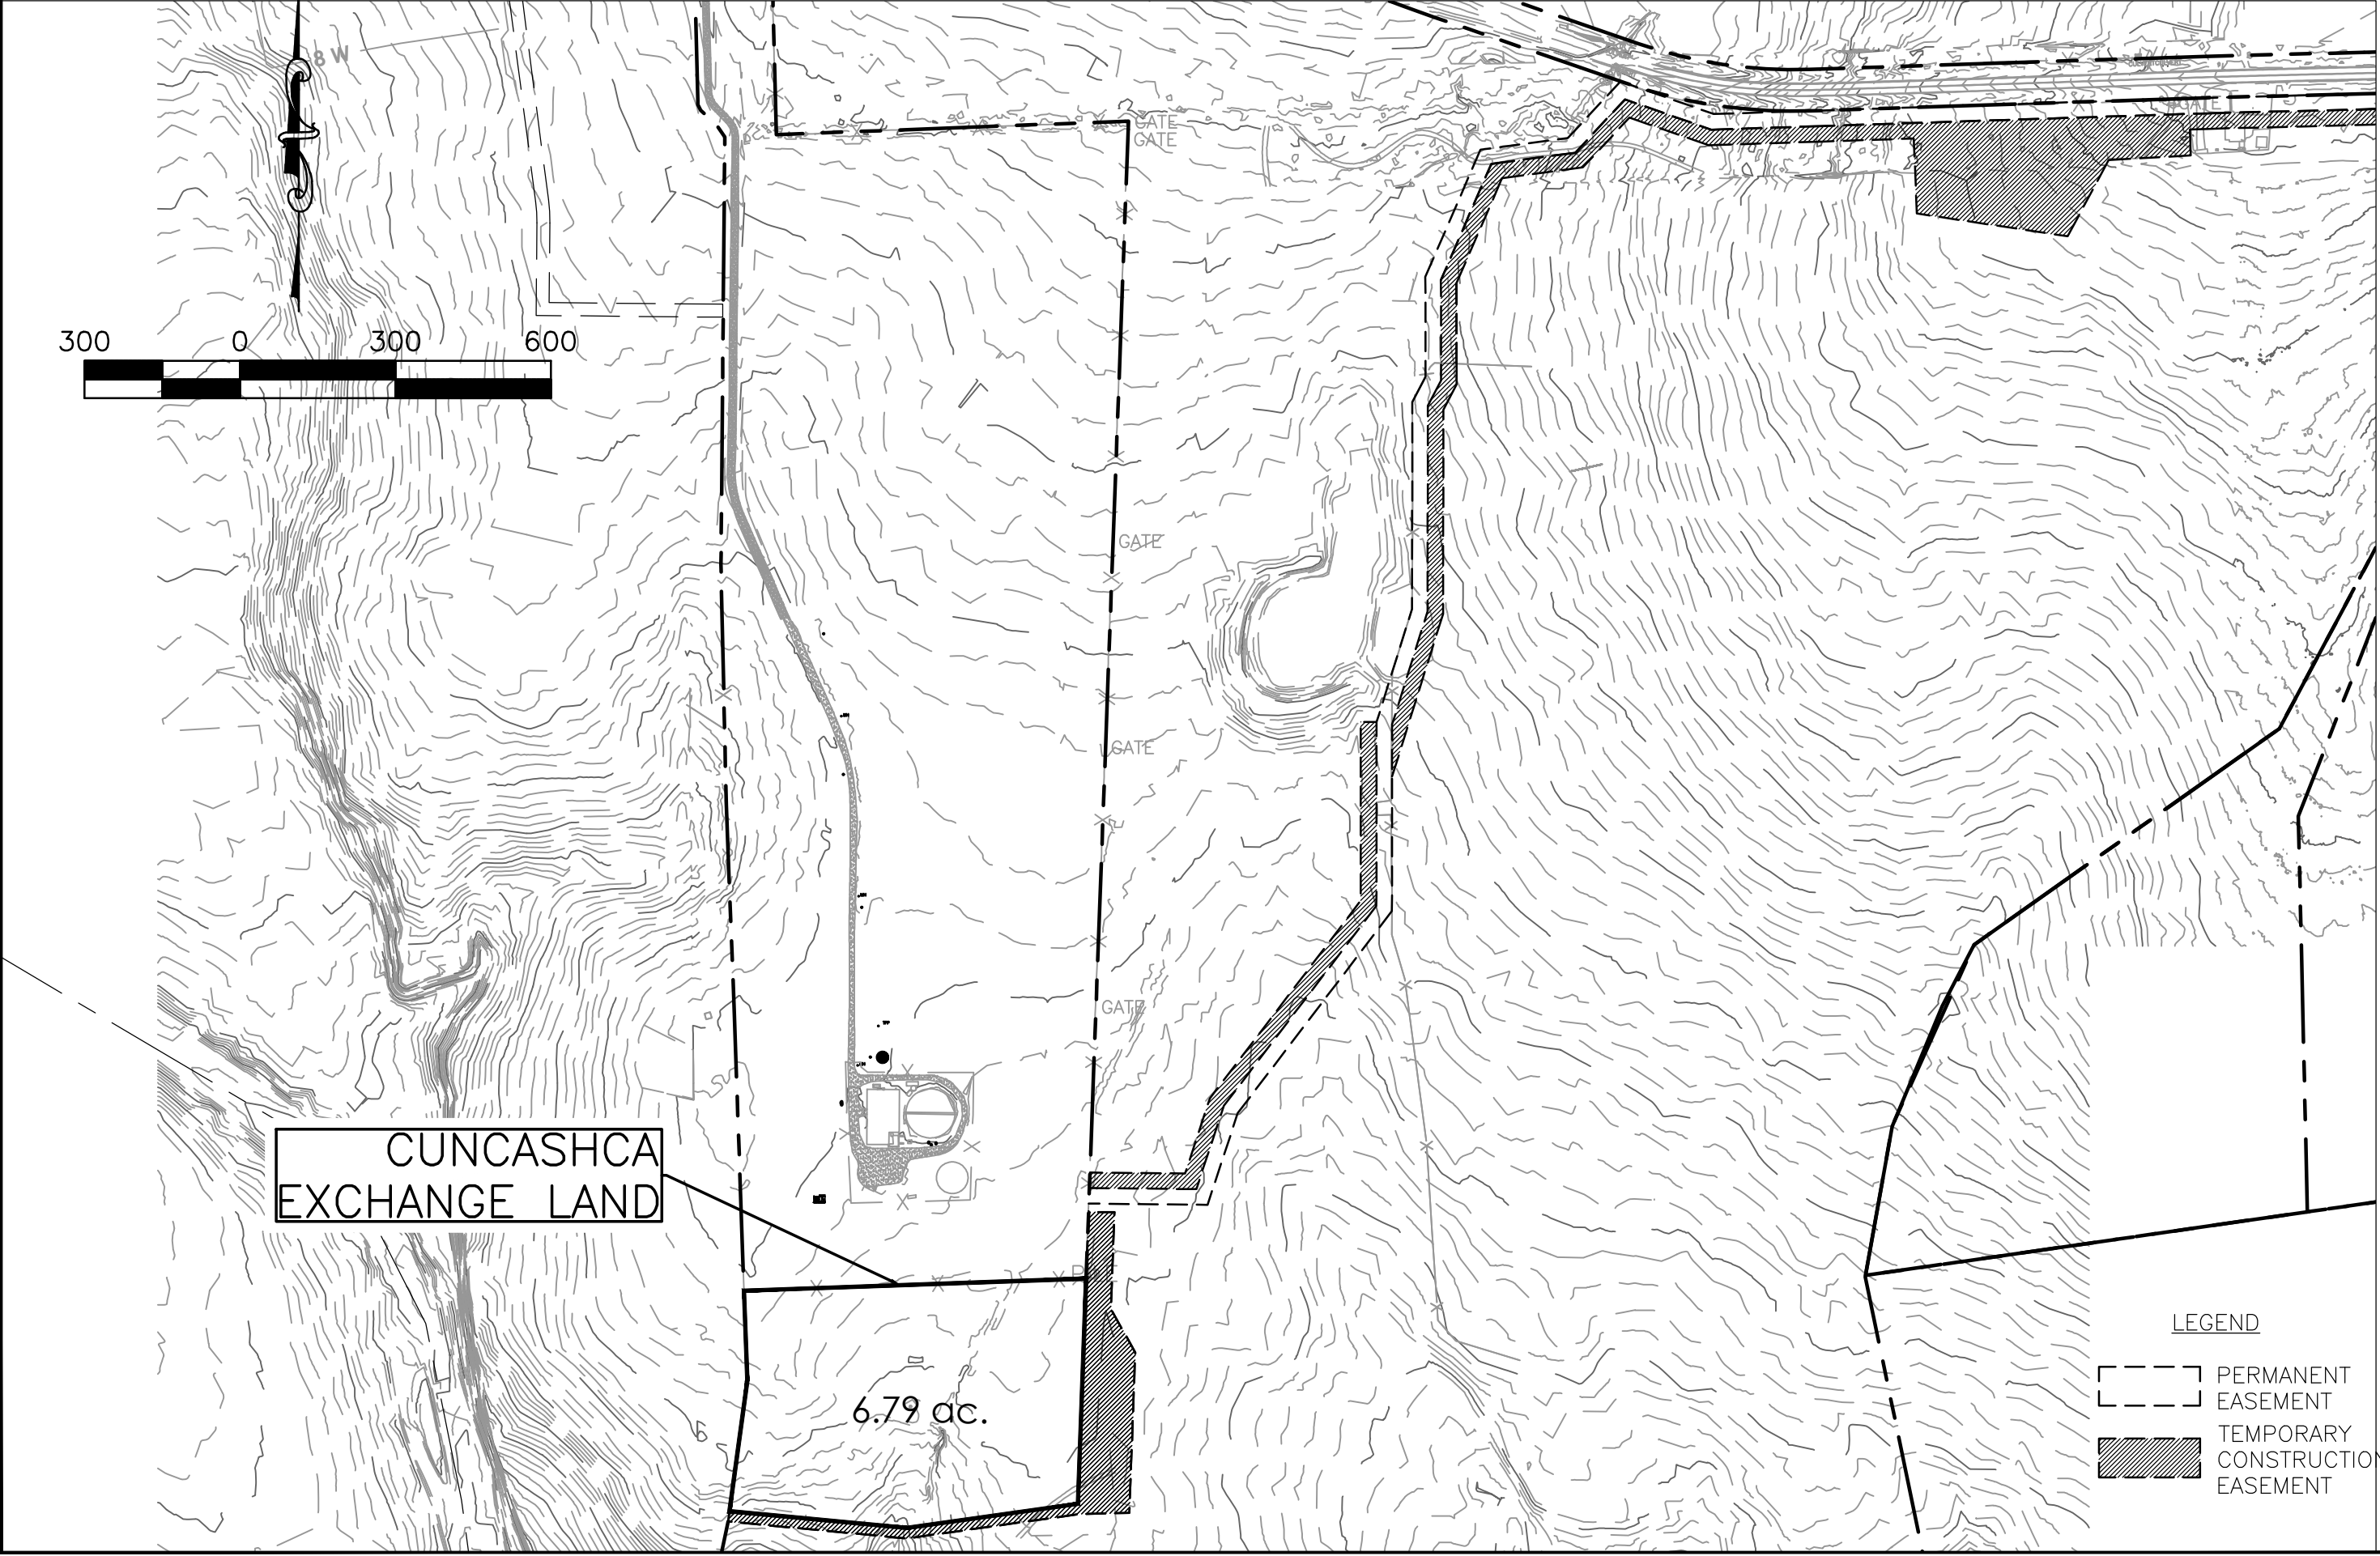 8 W
300 0 300 600
GATE
GATE
GATE
GATE
GATE
GATE
CUNCASHCA
EXCHANGE LAND
6.79 ac.
6
LEGEND
PERMANENT
EASEMENT
TEMPORARY
CONSTRUCTION
EASEMENT